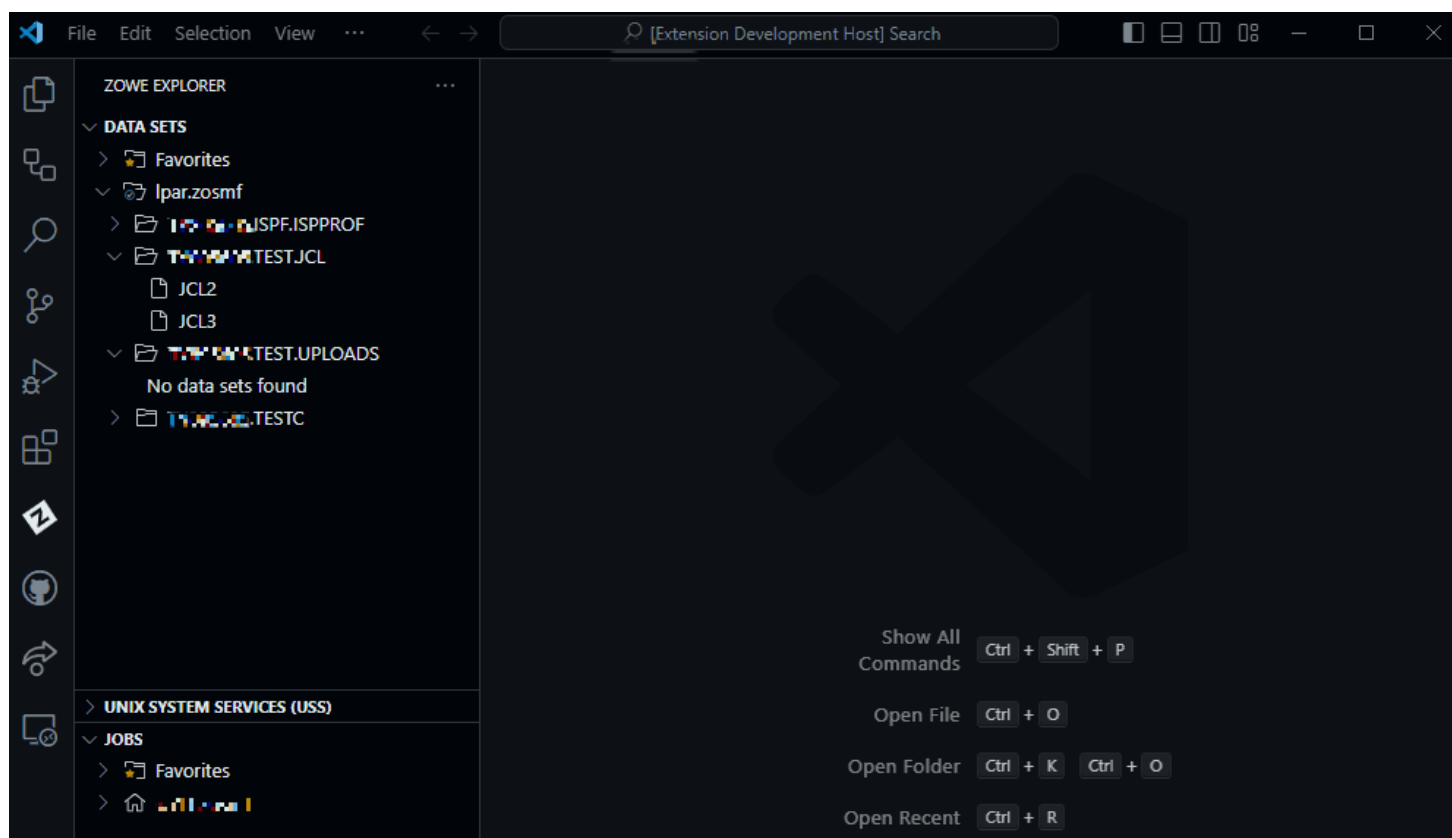 File Edit Selection View ... [Extension Development Host] Search
ZOWE EXPLORER ...
DATA SETS
Favorites
lpar.zosmf
ISPF.ISPPROF
.TEST.JCL
JCL2
JCL3
TEST.UPLOADS
No data sets found
.TESTC
UNIX SYSTEM SERVICES (USS)
JOBS
Favorites
Show All Commands Ctrl + Shift + P
Open File Ctrl + O
Open Folder Ctrl + K Ctrl + O
Open Recent Ctrl + R